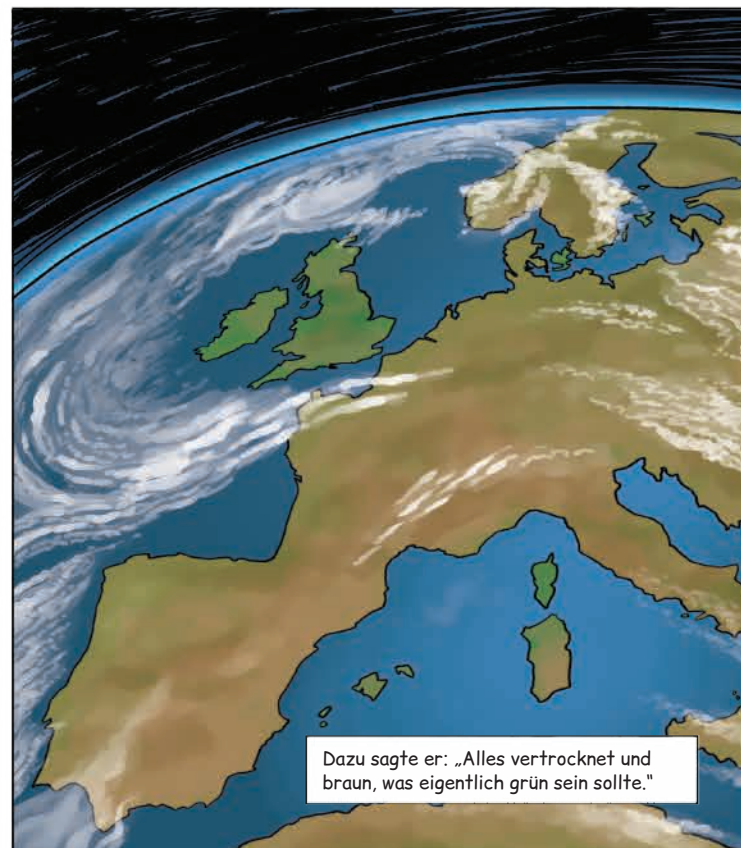 Dazu sagte er: „Alles vertrocknet und
braun, was eigentlich grün sein sollte.“